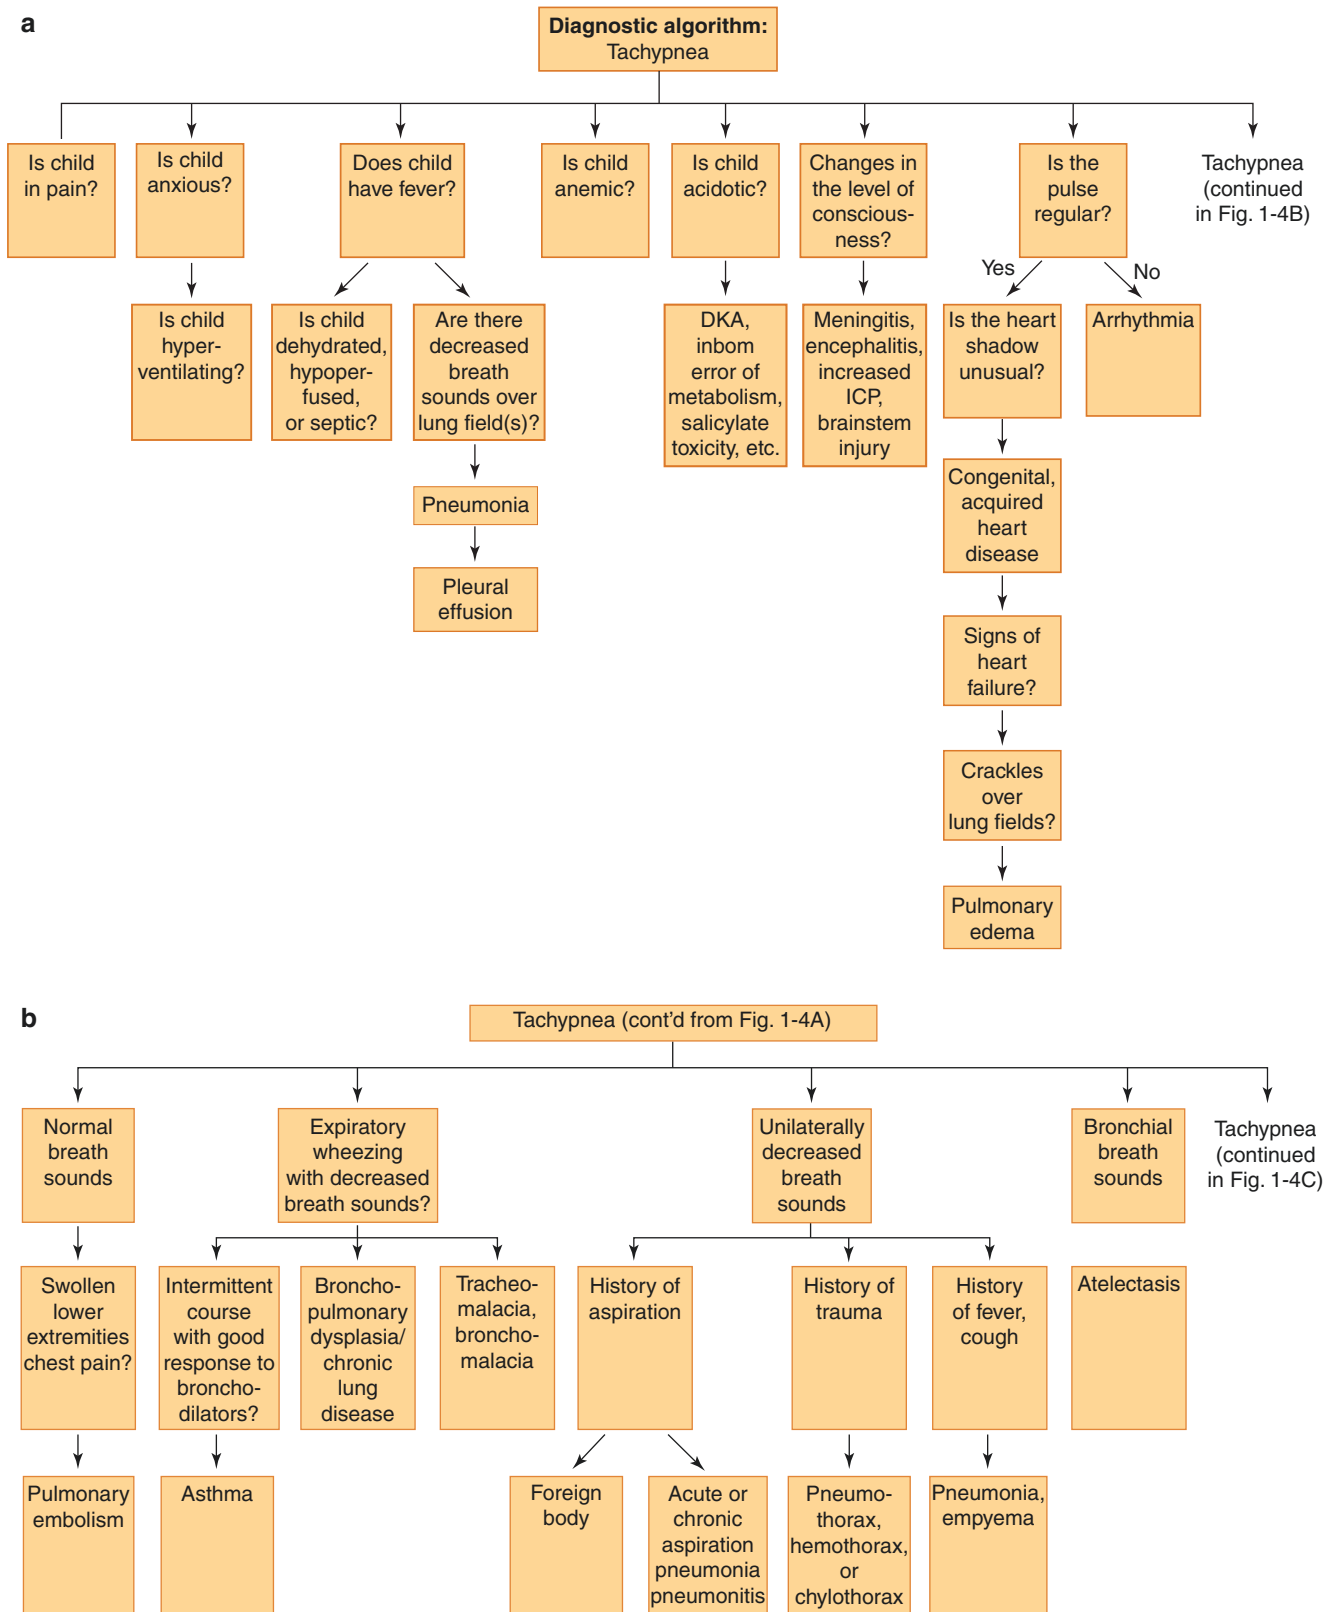 a
Diagnostic algorithm:
Tachypnea
Is child
in pain?
Is child
anxious?
Does child
have fever?
Is child
anemic?
Is child
acidotic?
Changes in
the level of
conscious-
ness?
Is the
pulse
regular?
Tachypnea
(continued
in Fig. 1-4B)
Yes
No
Is child
hyper-
ventilating?
Is child
dehydrated,
hypoper-
fused,
or septic?
Are there
decreased
breath
sounds over
lung field(s)?
DKA,
inbom
error of
metabolism,
salicylate
toxicity, etc.
Meningitis,
encephalitis,
increased
ICP,
brainstem
injury
Is the heart
shadow
unusual?
Arrhythmia
Pneumonia
Pleural
effusion
Congenital,
acquired
heart
disease
Signs of
heart
failure?
Crackles
over
lung fields?
Pulmonary
edema
b
Tachypnea (cont'd from Fig. 1-4A)
Normal
breath
sounds
Expiratory
wheezing
with decreased
breath sounds?
Unilaterally
decreased
breath
sounds
Bronchial
breath
sounds
Tachypnea
(continued
in Fig. 1-4C)
Swollen
lower
extremities
chest pain?
Intermittent
course
with good
response to
broncho-
dilators?
Broncho-
pulmonary
dysplasia/
chronic
lung
disease
Tracheo-
malacia,
broncho-
malacia
History of
aspiration
History of
trauma
History
of fever,
cough
Atelectasis
Pulmonary
embolism
Asthma
Foreign
body
Acute or
chronic
aspiration
pneumonia
pneumonitis
Pneumo-
thorax,
hemothorax,
or
chylothorax
Pneumonia,
empyema